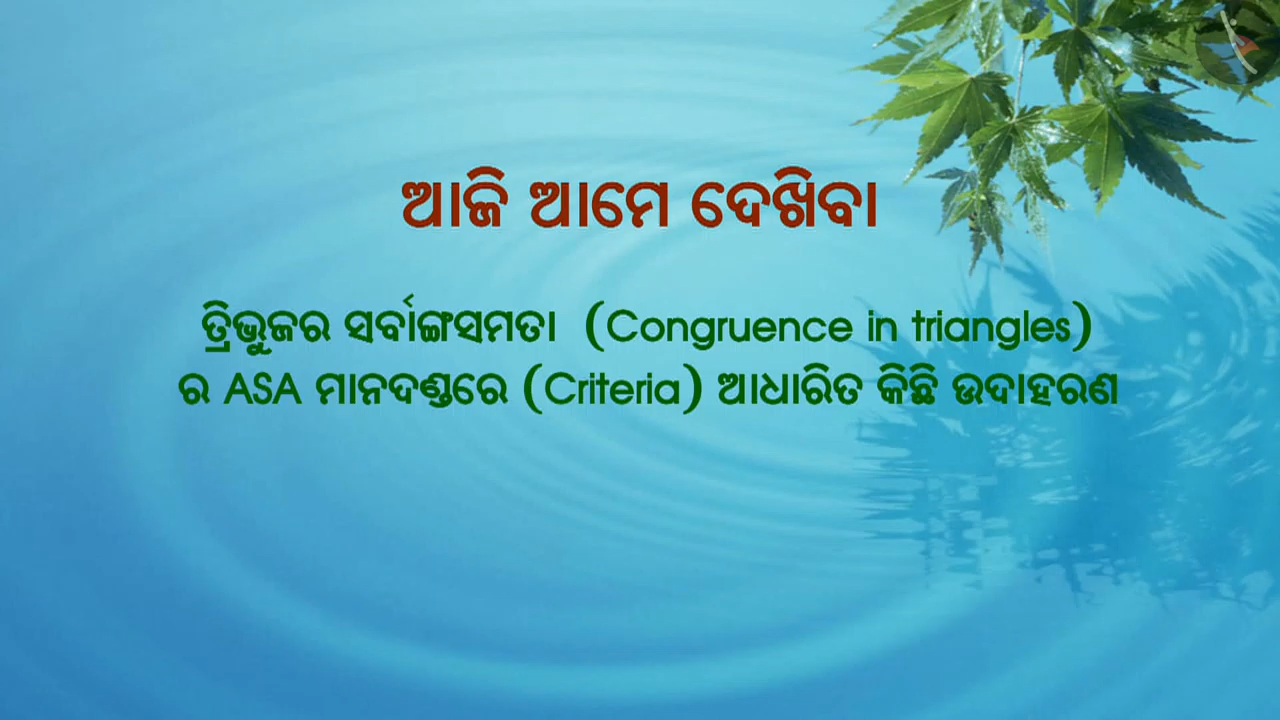 ଆଜି ଆମେ ଦେଖିବା
ତ୍ରିଭୁଜର ସର୍ବାଙ୍ଗସମତା (Congruence in triangles)
ର ASA ମାନଦଣ୍ଡରେ (Criteria) ଆଧାରିତ କିଛି ଉଦାହରଣ